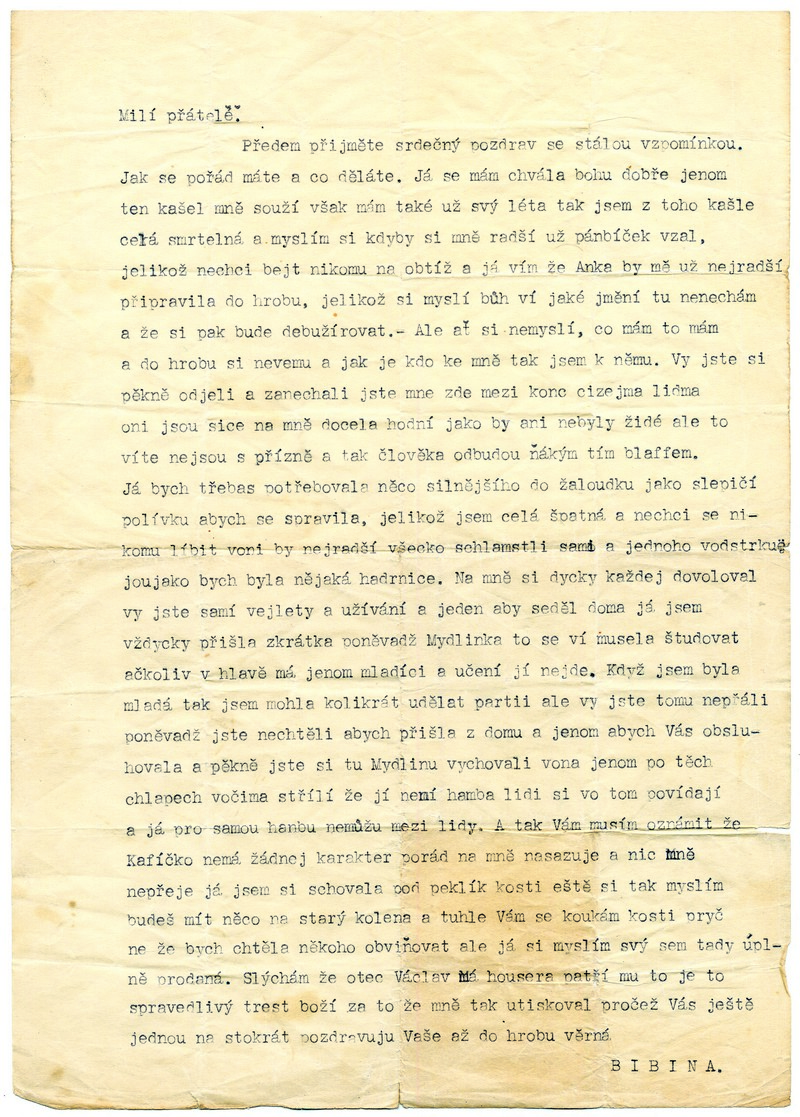 Milí přátelě.
Předem přijměte srdečný pozdrav se stálou vzpomínkou.
Jak se pořád máte a co děláte. Já se mám chvála bohu dobře jenom
ten kašel mně souží však mám také už svý léta tak jsem z toho kašle
celá smrtelná a myslím si kdyby si mně radší už pánbíček vzal,
jelikož nechci bejt nikomu na obtíž a já vím že Anka by mě už nejradší
připravila do hrobu, jelikož si myslí bůh ví jaké jmění tu nenechám
a že si pak bude debužírovat.- Ale ať si nemyslí, co mám to mám
a do hrobu si nevemu a jak je kdo ke mně tak jsem k němu. Vy jste si
pěkně odjeli a zanechali jste mne zde mezi konc cizejma lidma
oni jsou sice na mně docela hodní jako by ani nebyly židé ale to
víte nejsou s přízně a tak člověka odbudou ňákým tím blaffem.
Já bych třebas potřebovala něco silnějšího do žaloudku jako slepičí
polívku abych se spravila, jelikož jsem celá špatná a nechci se ni-
komu líbit voni by nejradší všecko schlamstli sami a jednoho vodstrkuě
joujako bych byla nějaká hadrnice. Na mně si dycky každej dovoloval
vy jste samí vejlety a užívání a jeden aby seděl doma já jsem
vždycky přišla zkrátka poněvadž Mydlinka to se ví musela študovat
ačkoliv v hlavě má jenom mladíci a učení jí nejde. Když jsem byla
mladá tak jsem mohla kolikrát udělat partii ale vy jste tomu nepřáli
poněvadž jste nechtěli abych přišla z domu a jenom abych Vás obslu-
hovala a pěkně jste si tu Mydlinu vychovali vona jenom po těch
chlapech vočima střílí že jí není hamba lidi si vo tom povídají
a já pro samou hanbu nemůžu mezi lidy. A tak Vám musím oznámit že
Kafíčko nemá žádnej karakter porád na mně nasazuje a nic mně
nepřeje já jsem si schovala pod peklík kosti eště si tak myslím
budeš mít něco na starý kolena a tuhle Vám se koukám kosti pryč
ne že bych chtěla někoho obviňovat ale já si myslím svý sem tady úpl-
ně prodaná. Slýchám že otec Václav má housera patří mu to je to
spravedlivý trest boží za to že mně tak utiskoval pročež Vás ještě
jednou na stokrát pozdravuju Vaše až do hrobu věrná
B I B I N A.